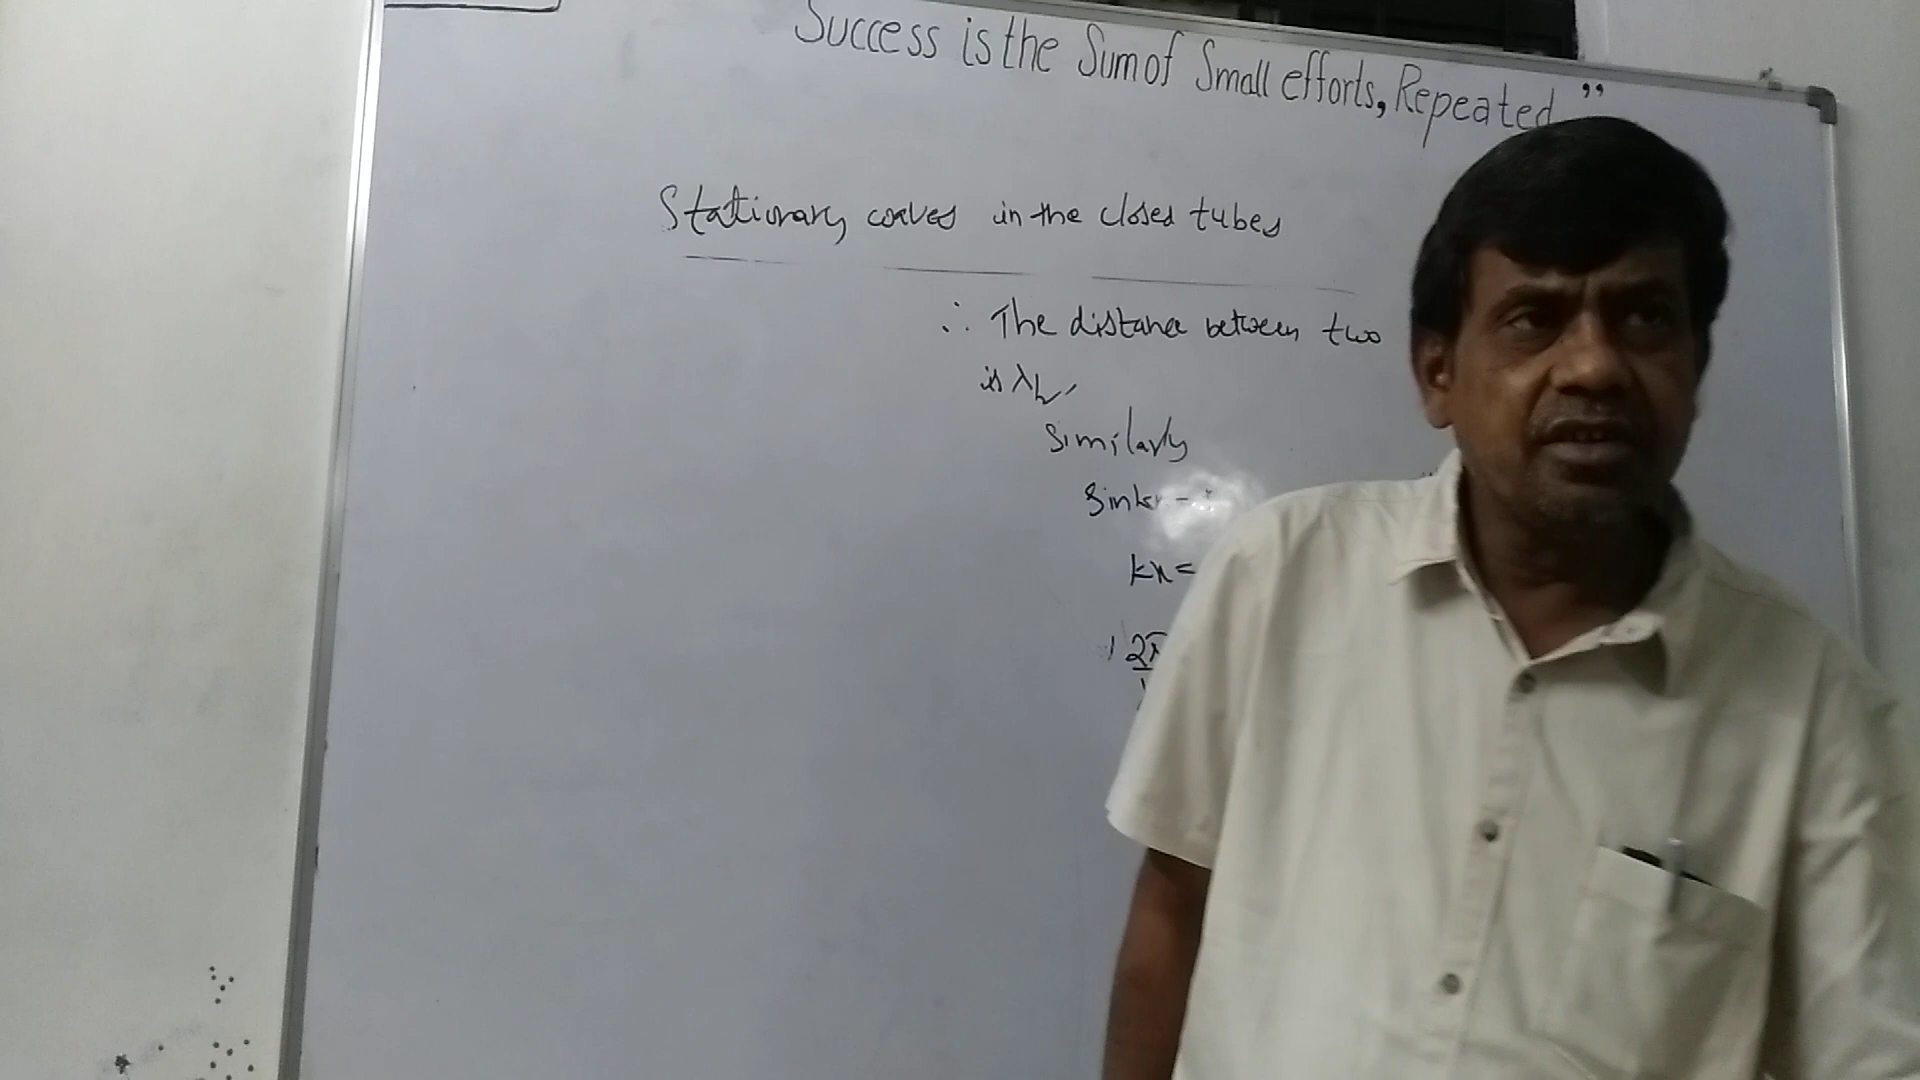 Success is the Sum of Small efforts, Repeated ”
Stationary waves in the closed tubes
∴ The distance between two
is λ/2
Similarly
kx =
2π